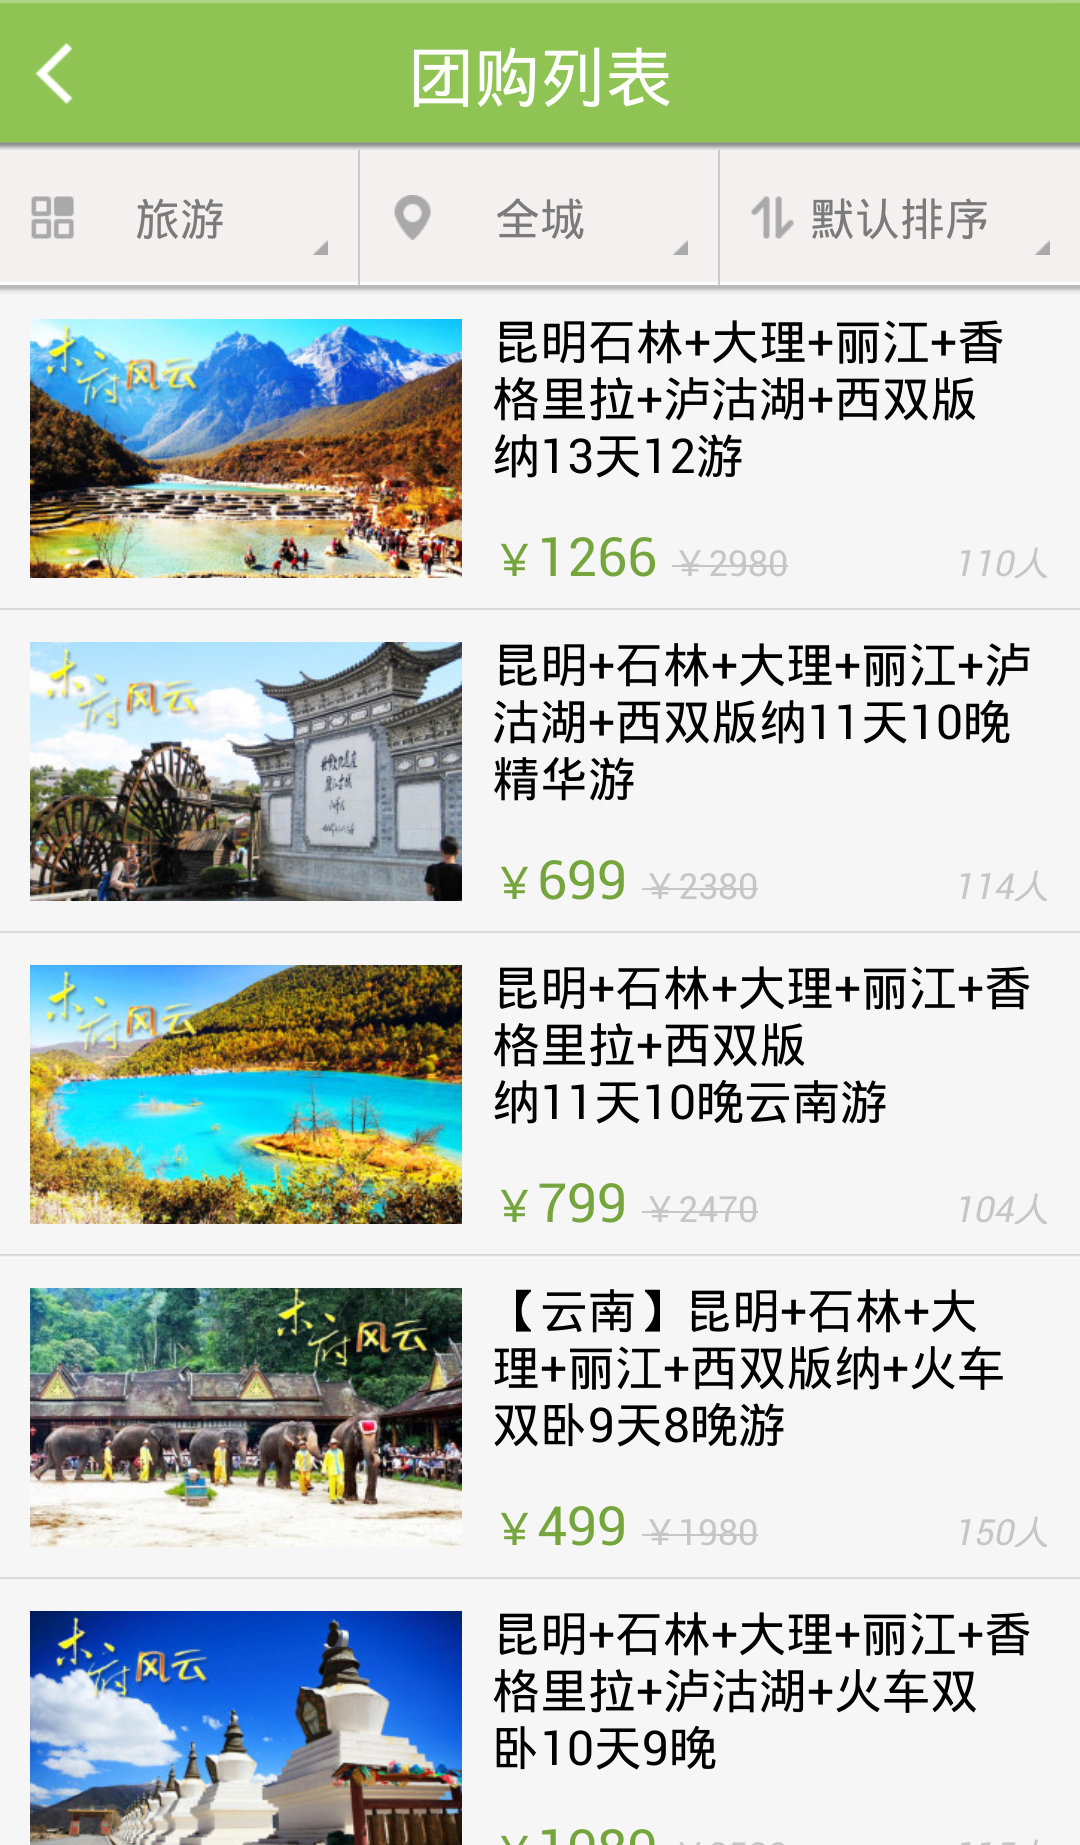 团购列表
旅游
全城
默认排序
木府风云
昆明石林+大理+丽江+香
格里拉+泸沽湖+西双版
纳13天12游
¥1266 ¥2980 110人
木府风云
昆明+石林+大理+丽江+泸
沽湖+西双版纳11天10晚
精华游
¥699 ¥2380 114人
木府风云
昆明+石林+大理+丽江+香
格里拉+西双版
纳11天10晚云南游
¥799 ¥2470 104人
木府风云
【云南】昆明+石林+大
理+丽江+西双版纳+火车
双卧9天8晚游
¥499 ¥1980 150人
木府风云
昆明+石林+大理+丽江+香
格里拉+泸沽湖+火车双
卧10天9晚